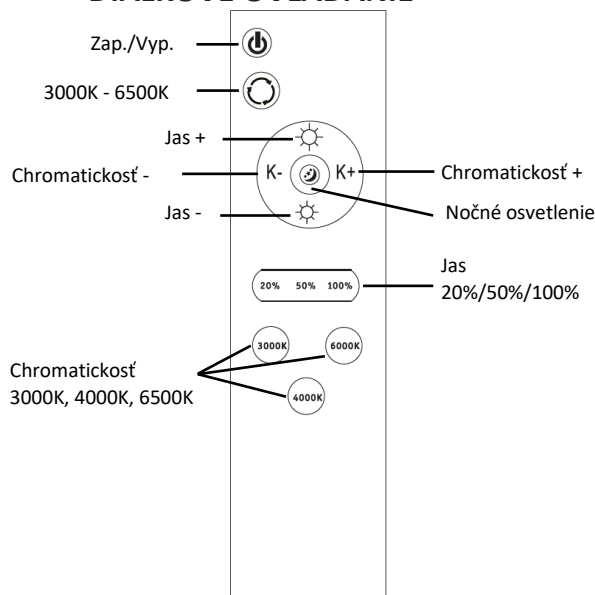 Zap./Vyp.
3000K - 6500K
Jas +
Chromatickosť -
K-
K+
Chromatickosť +
Jas -
Nočné osvetlenie
Jas
20%/50%/100%
20% 50% 100%
3000K 6000K
Chromatickosť
3000K, 4000K, 6500K
4000K